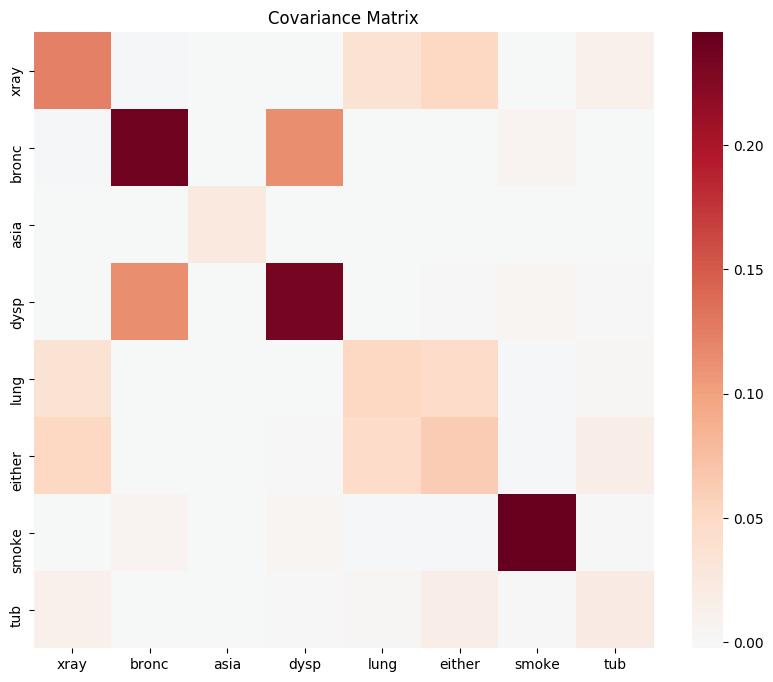 Covariance Matrix
xray
bronc
asia
dysp
lung
either
smoke
tub
xray bronc asia dysp lung either smoke tub
0.20
0.15
0.10
0.05
0.00